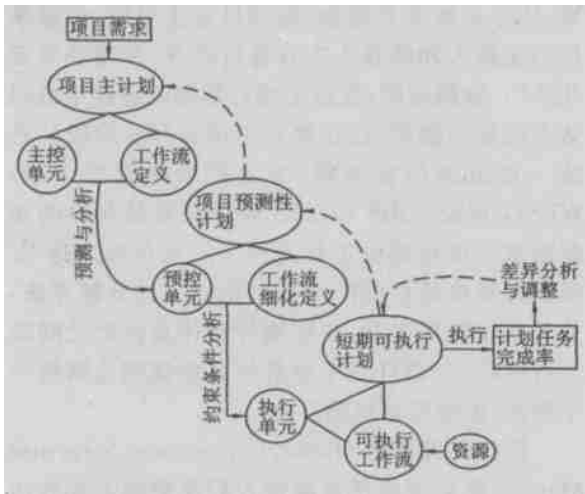 项目需求
项目主计划
主控
单元
工作流
定义
预测与分析
项目预测性
计划
预控
单元
工作流
细化定义
约束条件分析
短期可执行
计划
执行
差异分析
与调整
计划任务
完成率
执行
单元
可执行
工作流
资源